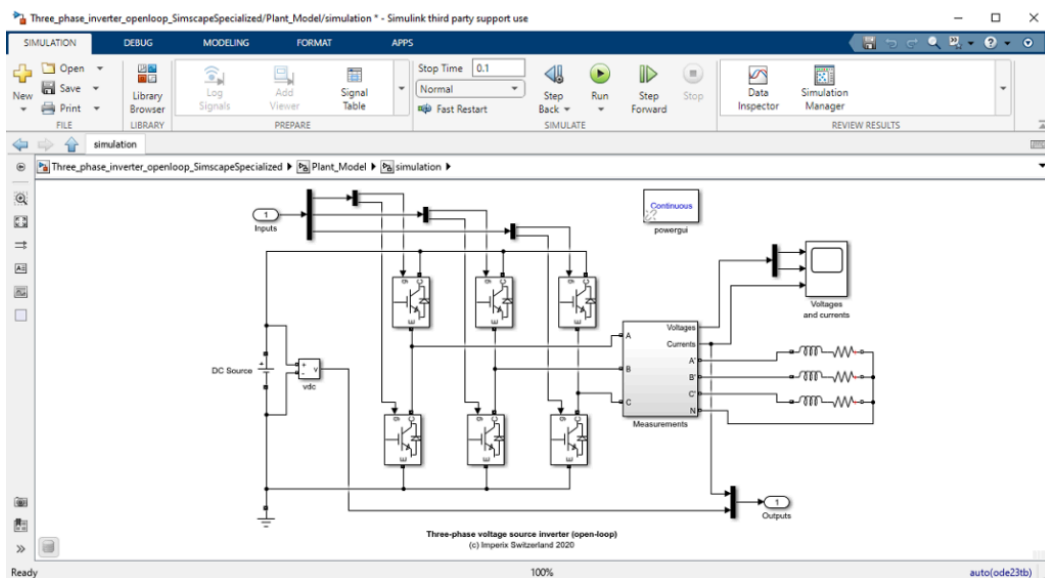 Three_phase_inverter_openloop_SimscapeSpecialized/Plant_Model/simulation * - Simulink third party support use
SIMULATION DEBUG MODELING FORMAT APPS
New
Open
Save
Print
FILE
Library
Browser
LIBRARY
Log
Signals
Add
Viewer
Signal
Table
PREPARE
Stop Time 0.1
Normal
Fast Restart
Step
Back
Run
Step
Forward
Stop
SIMULATE
Data
Inspector
Simulation
Manager
REVIEW RESULTS
simulation
Three_phase_inverter_openloop_SimscapeSpecialized Plant_Model simulation
1
Inputs
Continuous
powergui
g C
E
g C
E
g C
E
Voltages
and currents
Voltages
Currents
A
A'
B
B'
C
C'
N
Measurements
DC Source
+
+
-
v
vdc
g C
E
g C
E
g C
E
1
Outputs
Three-phase voltage source inverter (open-loop)
(c) Imperix Switzerland 2020
Ready 100% auto(ode23tb)